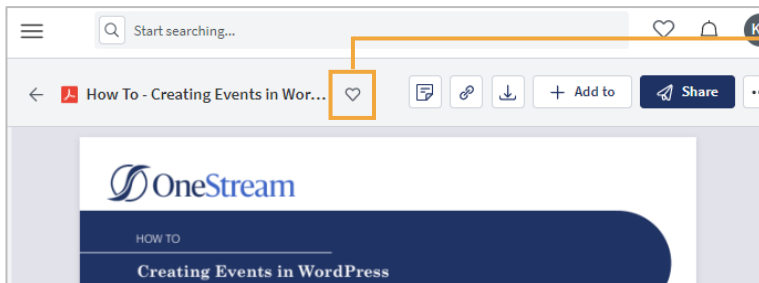 Start searching...
K
How To - Creating Events in Wor...
Add to
Share
OneStream
HOW TO
Creating Events in WordPress